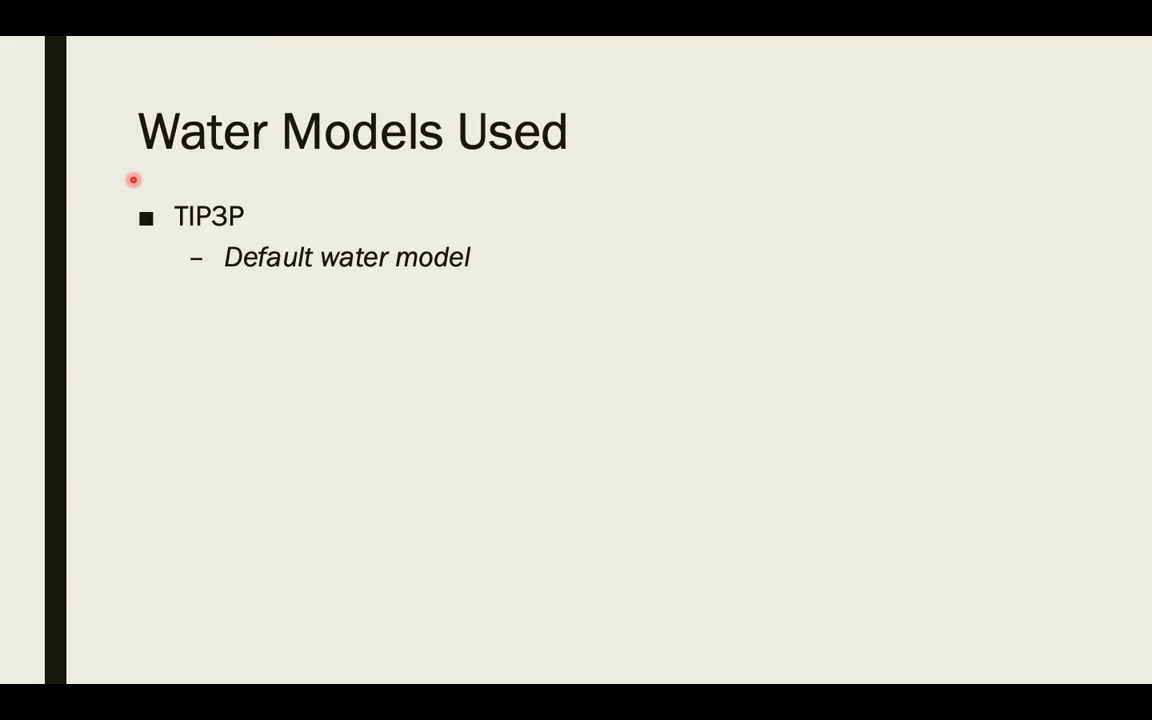 Water Models Used
■ TIP3P
– Default water model